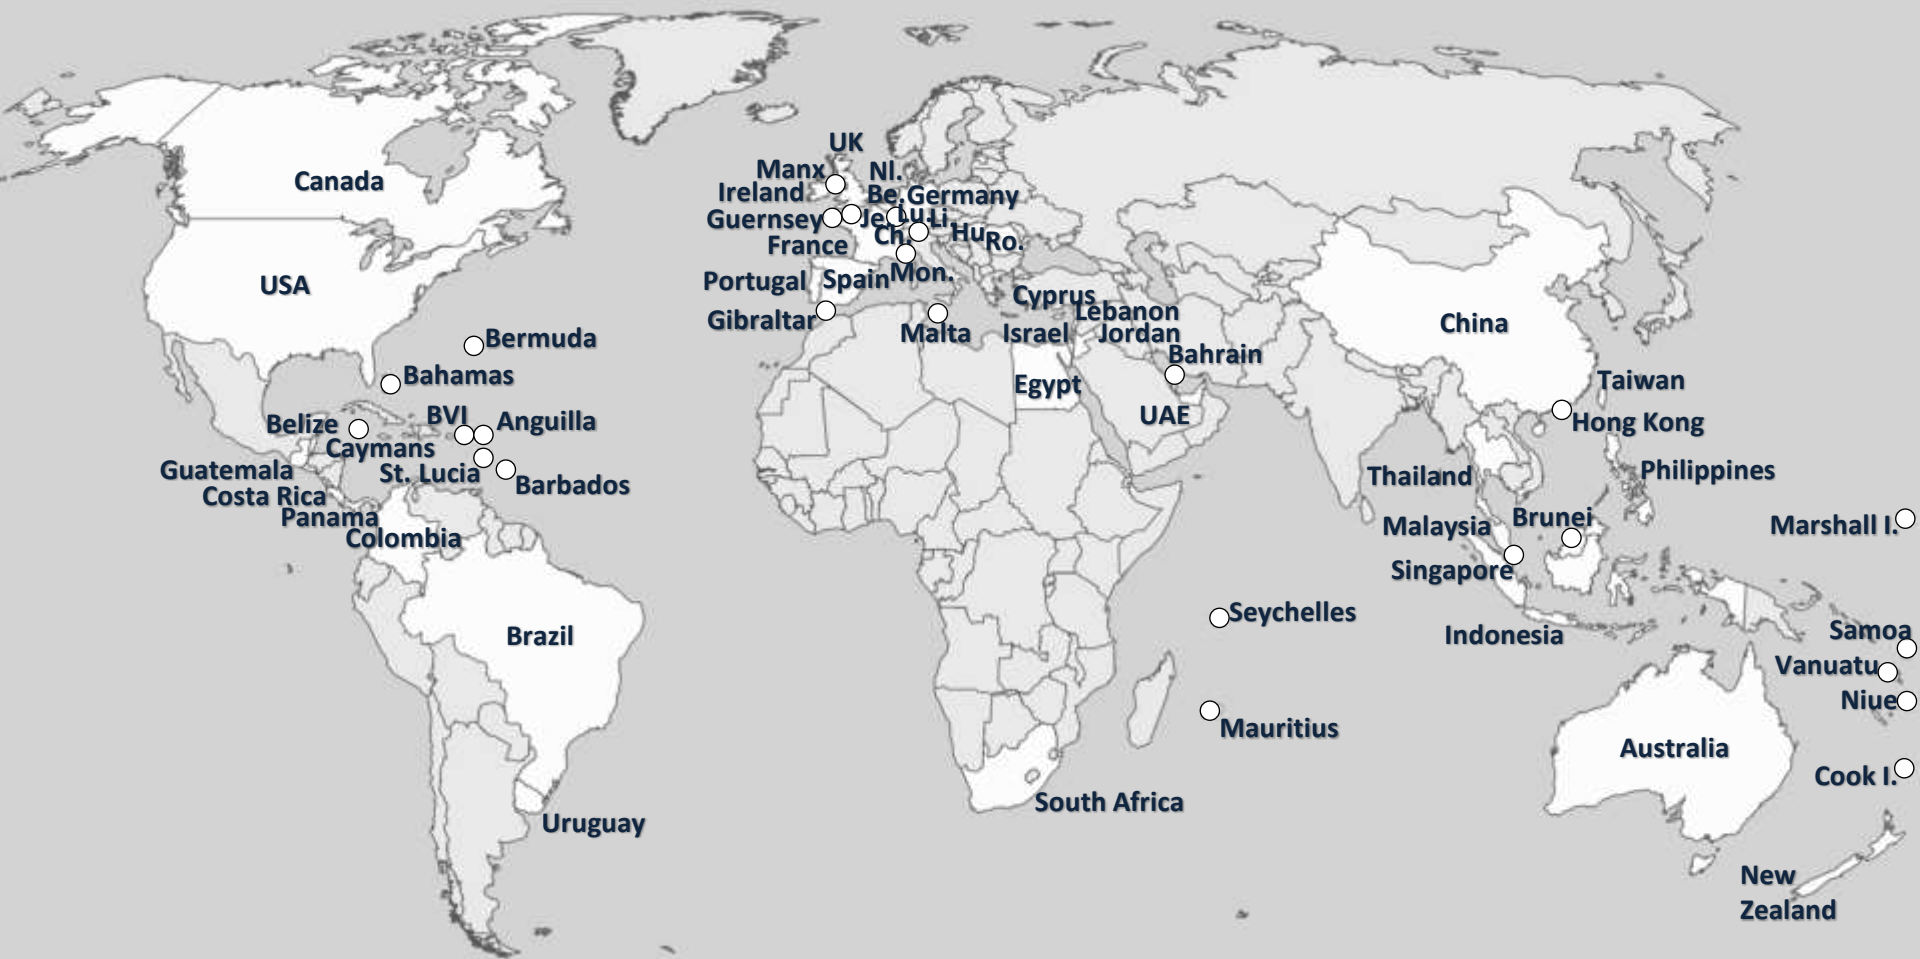 UK
Manx
Nl.
Canada
Ireland
Be.
Germany
Guernsey
Je.
Lu.
Li.
Ch.
Hu.
Ro.
France
USA
Portugal
Spain
Mon.
Cyprus
Lebanon
Gibraltar
Malta
Israel
Jordan
China
Bermuda
Bahrain
Bahamas
Egypt
Taiwan
BVI
Anguilla
UAE
Belize
Hong Kong
Caymans
Guatemala
St. Lucia
Barbados
Thailand
Philippines
Costa Rica
Panama
Colombia
Malaysia
Brunei
Marshall I.
Singapore
Seychelles
Brazil
Indonesia
Samoa
Vanuatu
Niue
Mauritius
Australia
Cook I.
South Africa
Uruguay
New
Zealand